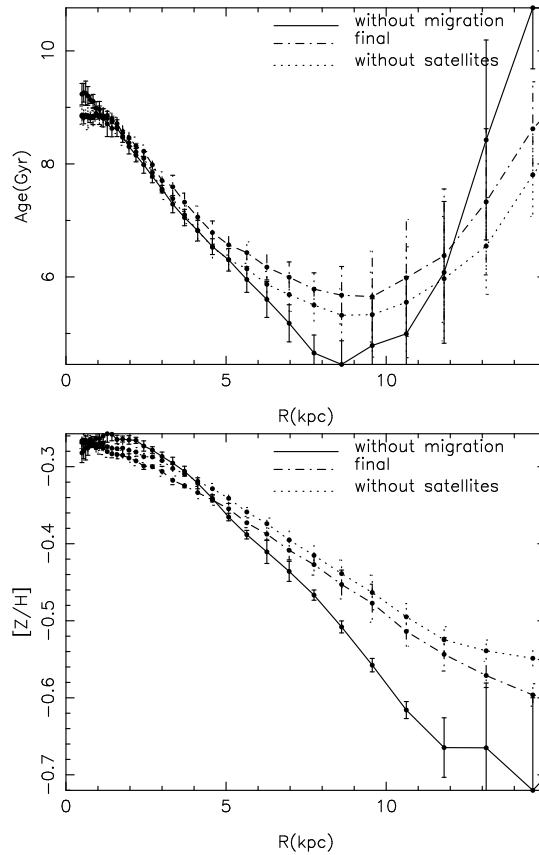 without migration
final
without satellites
10
8
6
Age(Gyr)
0
5
10
R(kpc)
without migration
final
without satellites
−0.3
−0.4
−0.5
−0.6
−0.7
[Z/H]
0
5
10
R(kpc)